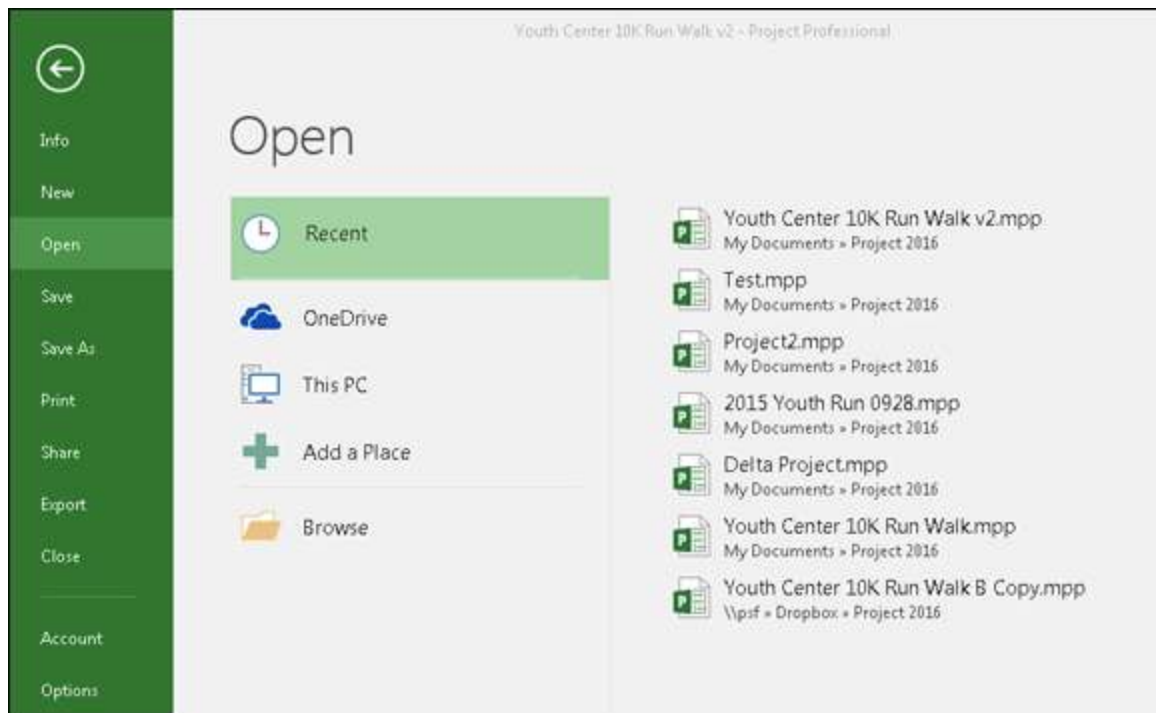 Youth Center 10K Run Walk v2 - Project Professional
Info
New
Open
Save
Save As
Print
Share
Export
Close
Account
Options
Open
Recent
OneDrive
This PC
Add a Place
Browse
Youth Center 10K Run Walk v2.mpp
My Documents » Project 2016
Test.mpp
My Documents » Project 2016
Project2.mpp
My Documents » Project 2016
2015 Youth Run 0928.mpp
My Documents » Project 2016
Delta Project.mpp
My Documents » Project 2016
Youth Center 10K Run Walk.mpp
My Documents » Project 2016
Youth Center 10K Run Walk B Copy.mpp
\\psf » Dropbox » Project 2016